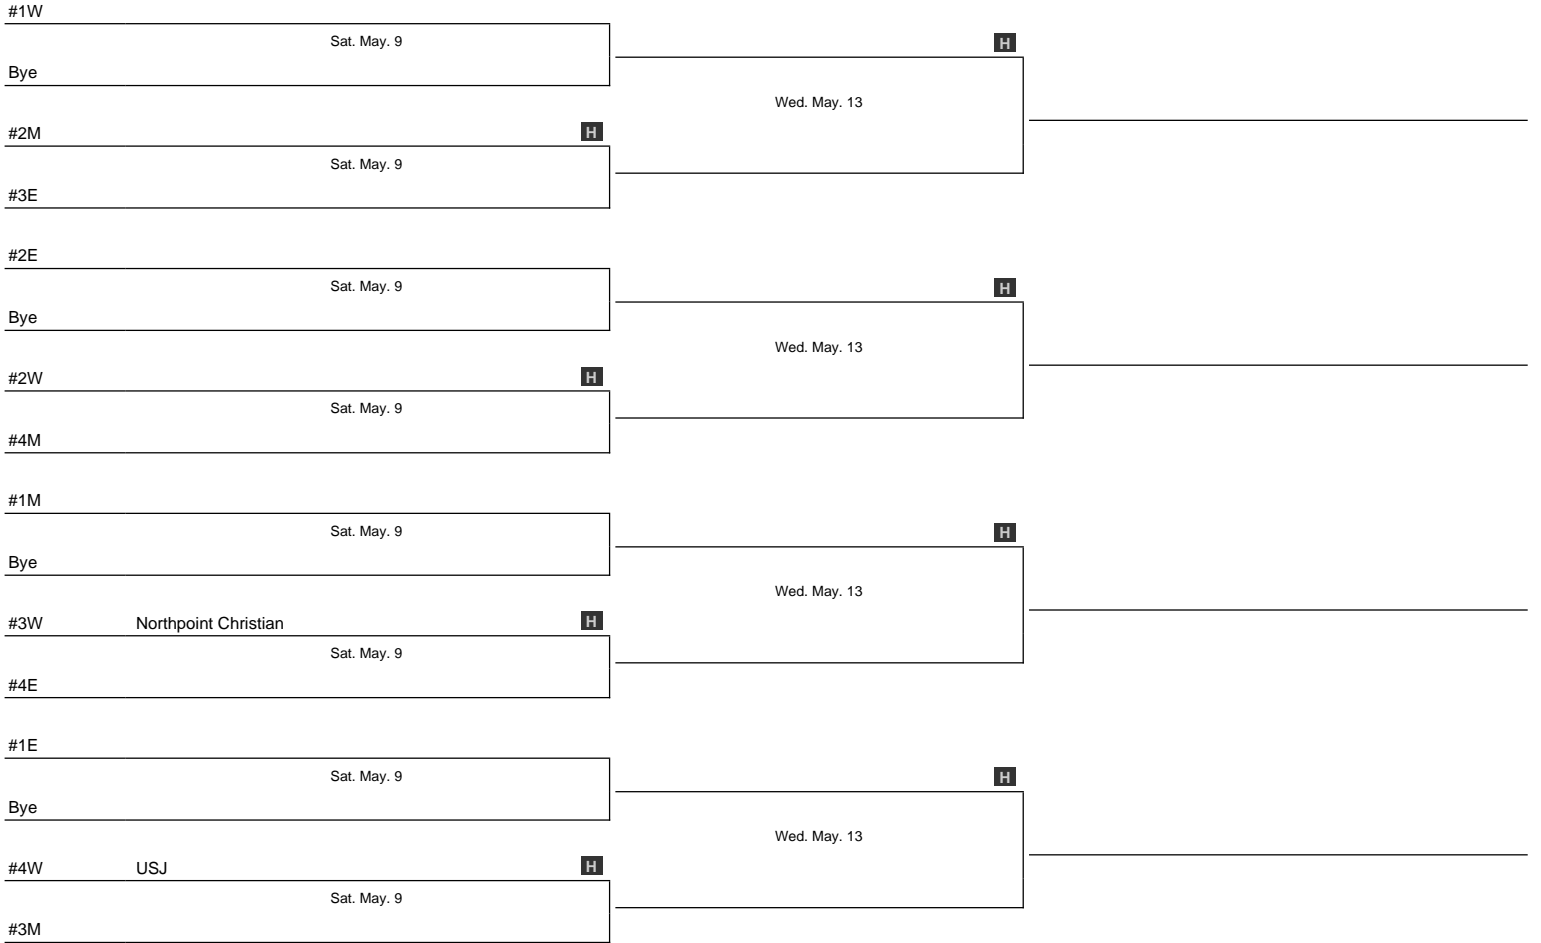 #1W
Sat. May. 9
H
Bye
Wed. May. 13
#2M H
Sat. May. 9
#3E
#2E
Sat. May. 9
H
Bye
Wed. May. 13
#2W H
Sat. May. 9
#4M
#1M
Sat. May. 9
H
Bye
Wed. May. 13
#3W Northpoint Christian H
Sat. May. 9
#4E
#1E
Sat. May. 9
H
Bye
Wed. May. 13
#4W USJ H
Sat. May. 9
#3M